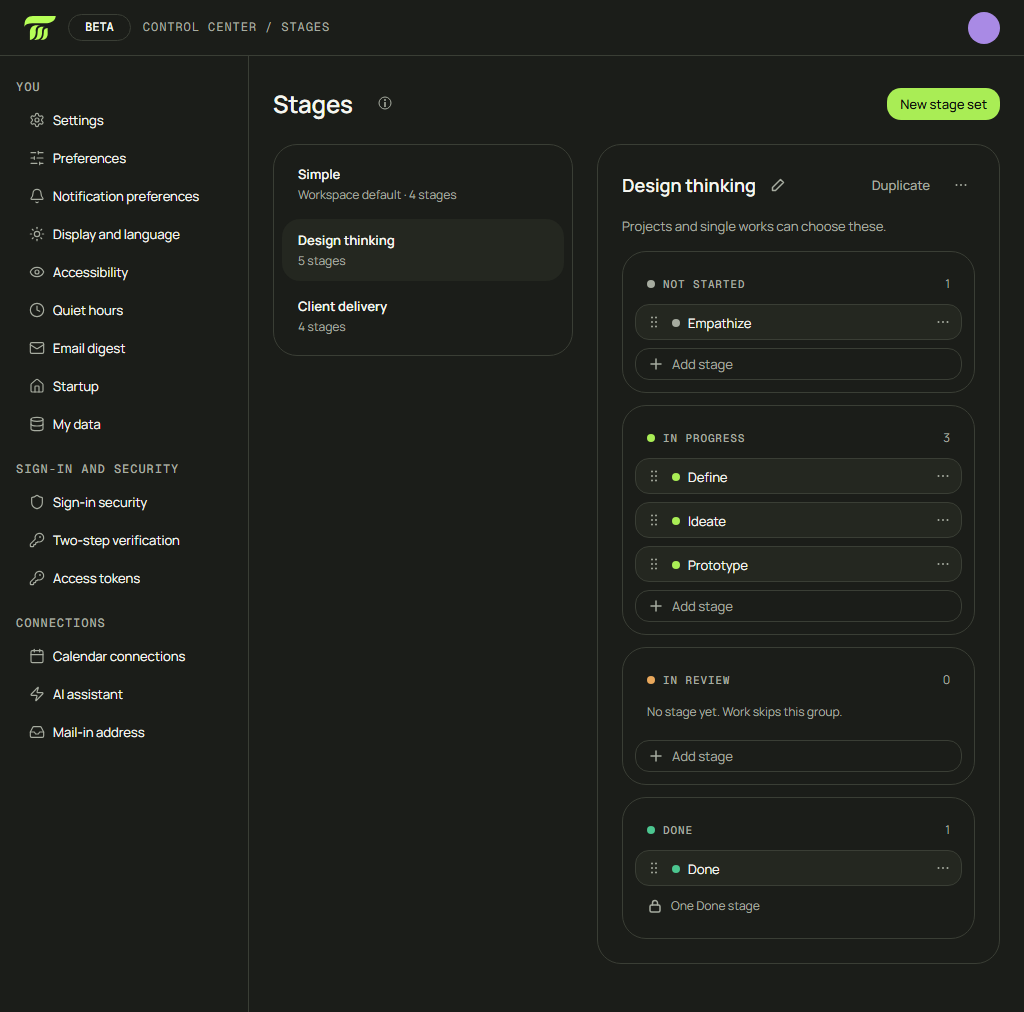 BETA
CONTROL CENTER / STAGES
YOU
Settings
Preferences
Notification preferences
Display and language
Accessibility
Quiet hours
Email digest
Startup
My data
SIGN-IN AND SECURITY
Sign-in security
Two-step verification
Access tokens
CONNECTIONS
Calendar connections
AI assistant
Mail-in address
Stages
New stage set
Simple
Workspace default · 4 stages
Design thinking
5 stages
Client delivery
4 stages
Design thinking
Duplicate
Projects and single works can choose these.
NOT STARTED 1
Empathize
Add stage
IN PROGRESS 3
Define
Ideate
Prototype
Add stage
IN REVIEW 0
No stage yet. Work skips this group.
Add stage
DONE 1
Done
One Done stage